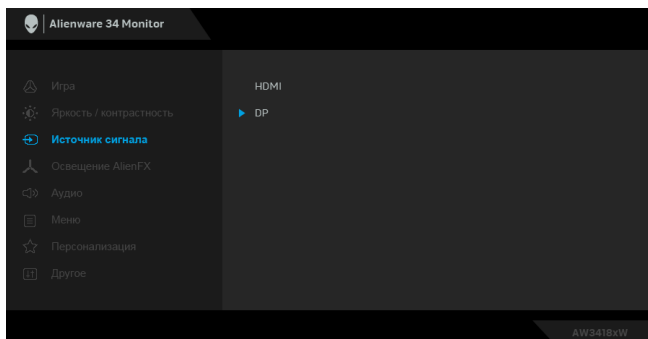 Alienware 34 Monitor
Игра
Яркость / контрастность
Источник сигнала
Освещение AlienFX
Аудио
Меню
Персонализация
Другое
HDMI
DP
AW3418xW